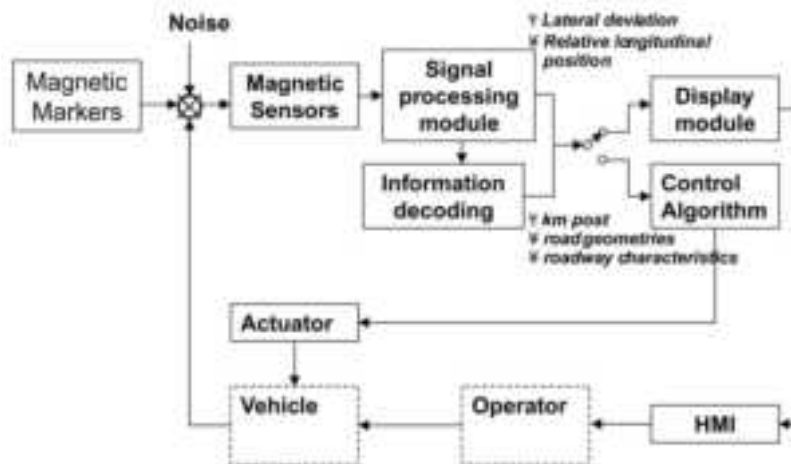 Noise
¥ Lateral deviation
¥ Relative longitudinal
position
Magnetic
Markers
Magnetic
Sensors
Signal
processing
module
Display
module
Information
decoding
Control
Algorithm
¥ km post
¥ road geometries
¥ roadway characteristics
Actuator
Vehicle
Operator
HMI